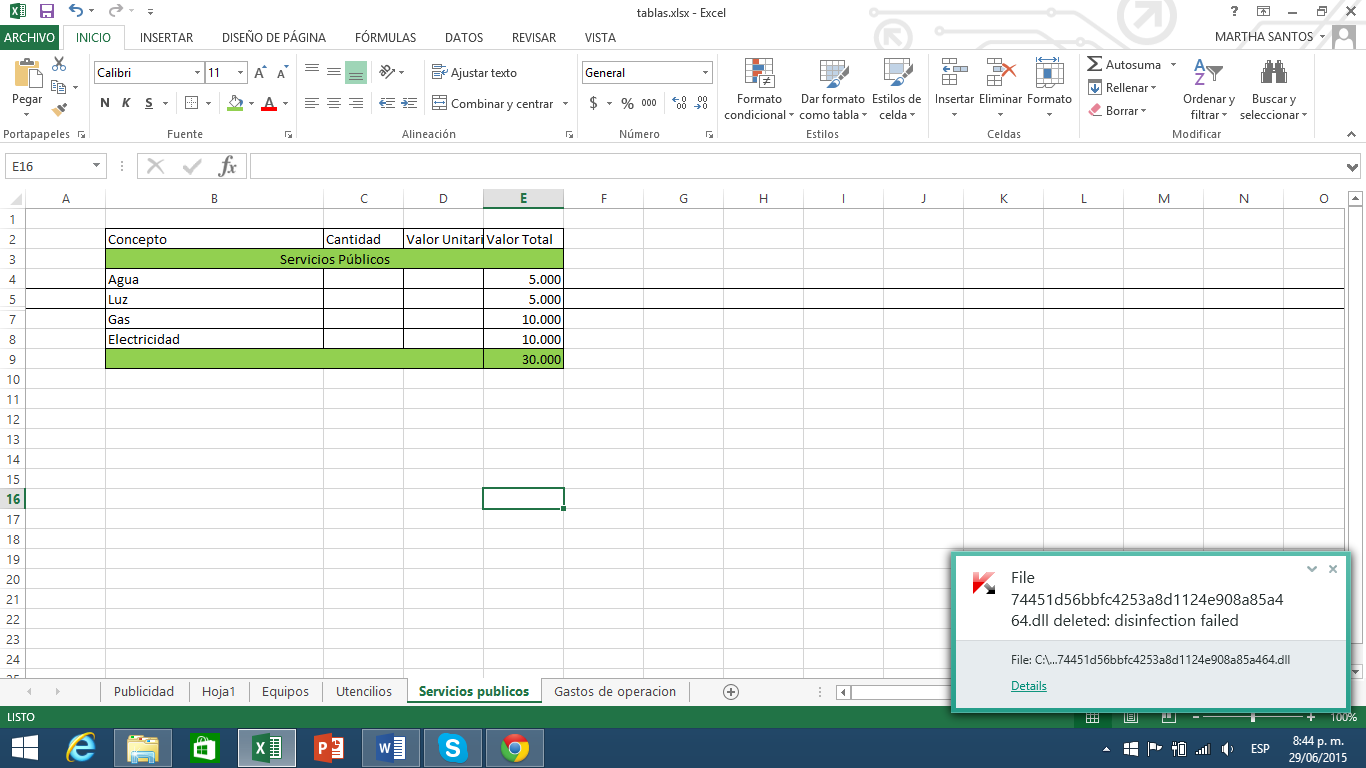 tablas.xlsx - Excel
ARCHIVO INICIO INSERTAR DISEÑO DE PÁGINA FÓRMULAS DATOS REVISAR VISTA MARTHA SANTOS
Pegar
Portapapeles
Calibri 11
N K S
Fuente
Ajustar texto
Combinar y centrar
Alineación
General
$ % 000
Número
Formato condicional
Dar formato como tabla
Estilos de celda
Estilos
Insertar Eliminar Formato
Celdas
Autosuma
Rellenar
Borrar
Ordenar y filtrar
Buscar y seleccionar
Modificar
E16
fx
A B C D E F G H I J K L M N O
1
2 Concepto Cantidad Valor Unitari Valor Total
3 Servicios Públicos
4 Agua 5.000
5 Luz 5.000
7 Gas 10.000
8 Electricidad 10.000
9 30.000
10
11
12
13
14
15
16
17
18
19
20
21
22
23
24
File
74451d56bbfc4253a8d1124e908a85a4
64.dll deleted: disinfection failed
File: C:\...74451d56bbfc4253a8d1124e908a85a464.dll
Details
Publicidad Hoja1 Equipos Utencilios Servicios publicos Gastos de operacion
LISTO 100%
ESP
8:44 p. m.
29/06/2015